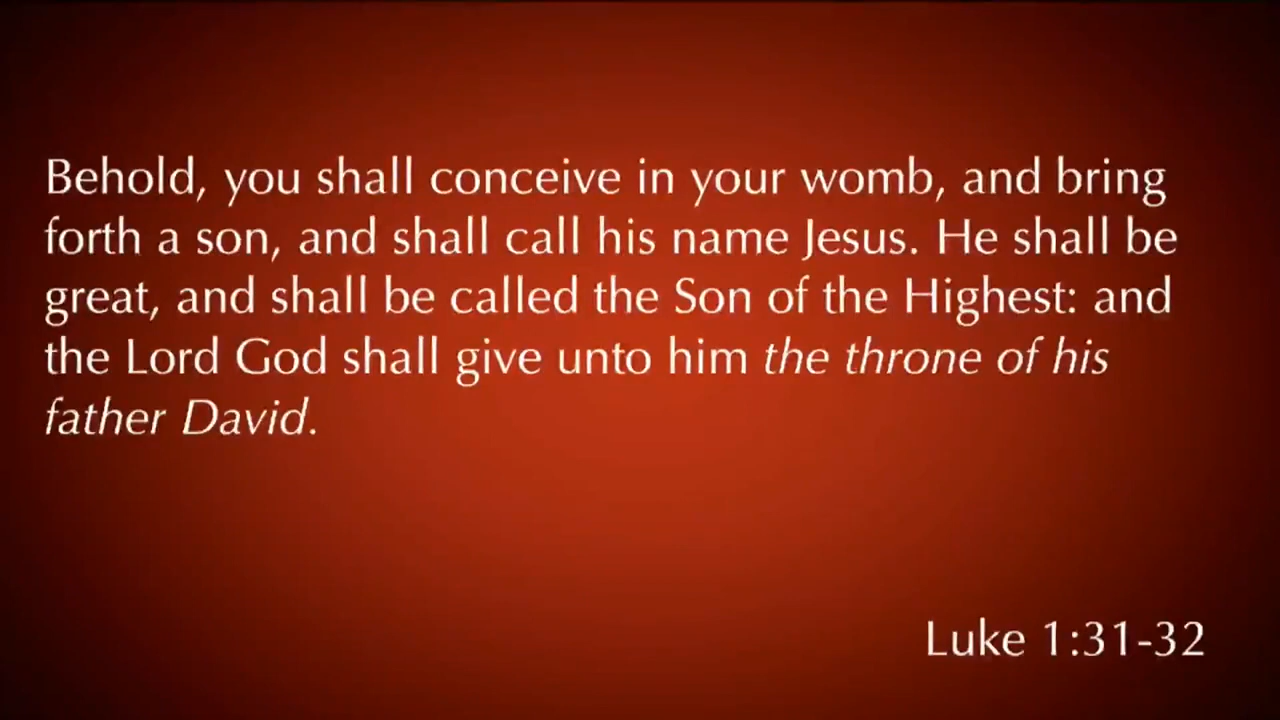 Behold, you shall conceive in your womb, and bring
forth a son, and shall call his name Jesus. He shall be
great, and shall be called the Son of the Highest: and
the Lord God shall give unto him the throne of his
father David.
Luke 1:31-32